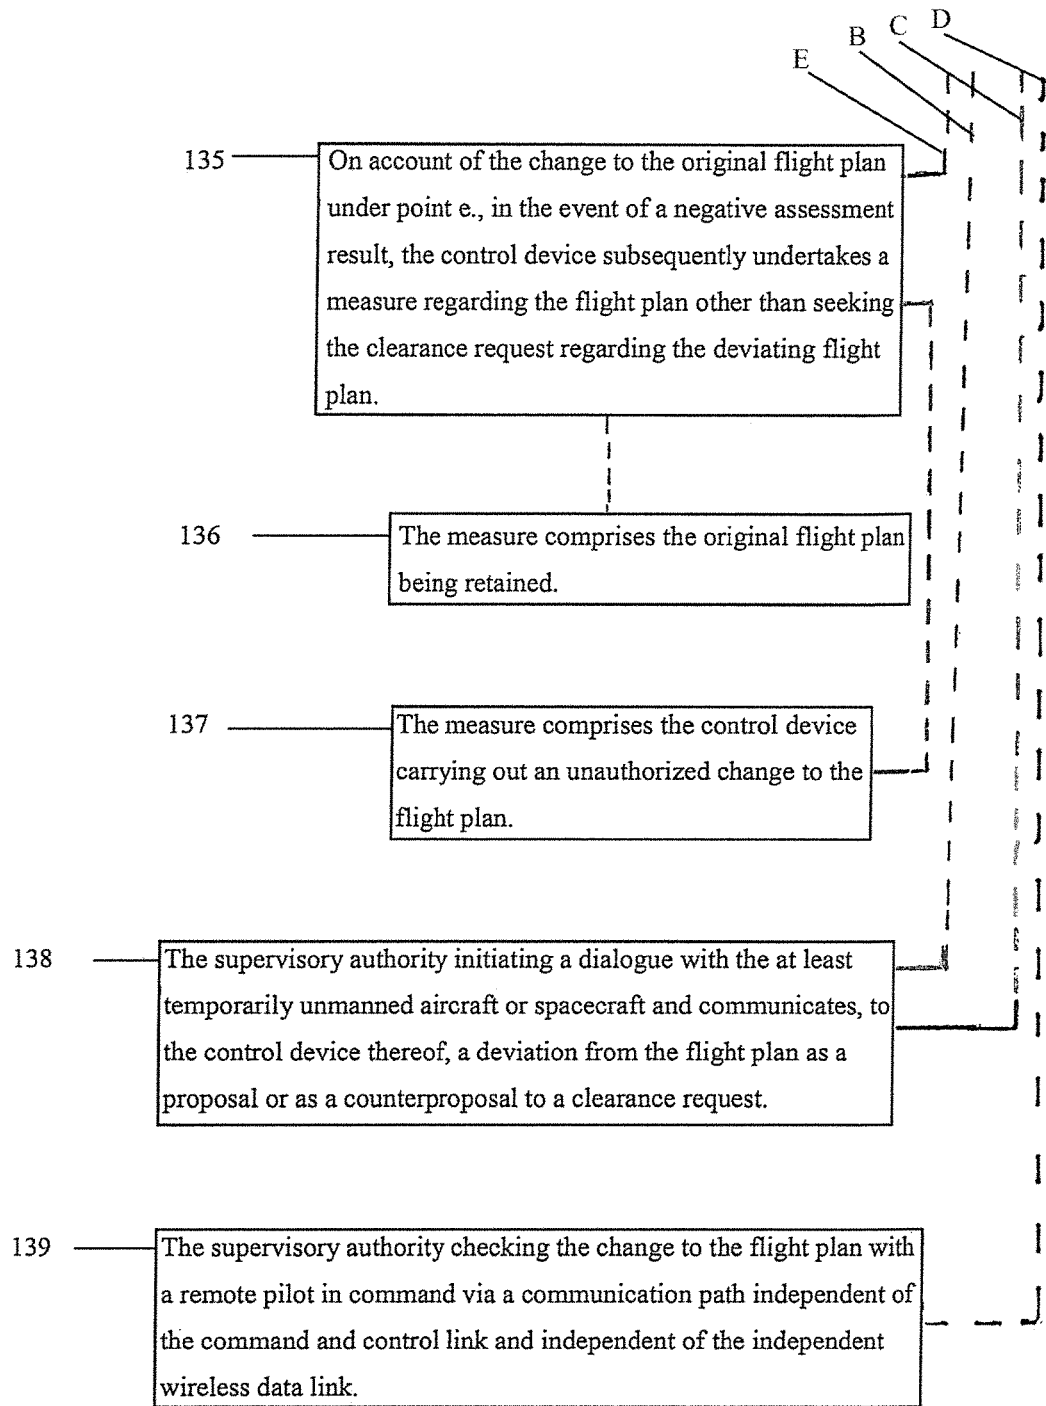 D
C
B
E
135
On account of the change to the original flight plan
under point e., in the event of a negative assessment
result, the control device subsequently undertakes a
measure regarding the flight plan other than seeking
the clearance request regarding the deviating flight
plan.
136
The measure comprises the original flight plan
being retained.
137
The measure comprises the control device
carrying out an unauthorized change to the
flight plan.
138
The supervisory authority initiating a dialogue with the at least
temporarily unmanned aircraft or spacecraft and communicates, to
the control device thereof, a deviation from the flight plan as a
proposal or as a counterproposal to a clearance request.
139
The supervisory authority checking the change to the flight plan with
a remote pilot in command via a communication path independent of
the command and control link and independent of the independent
wireless data link.